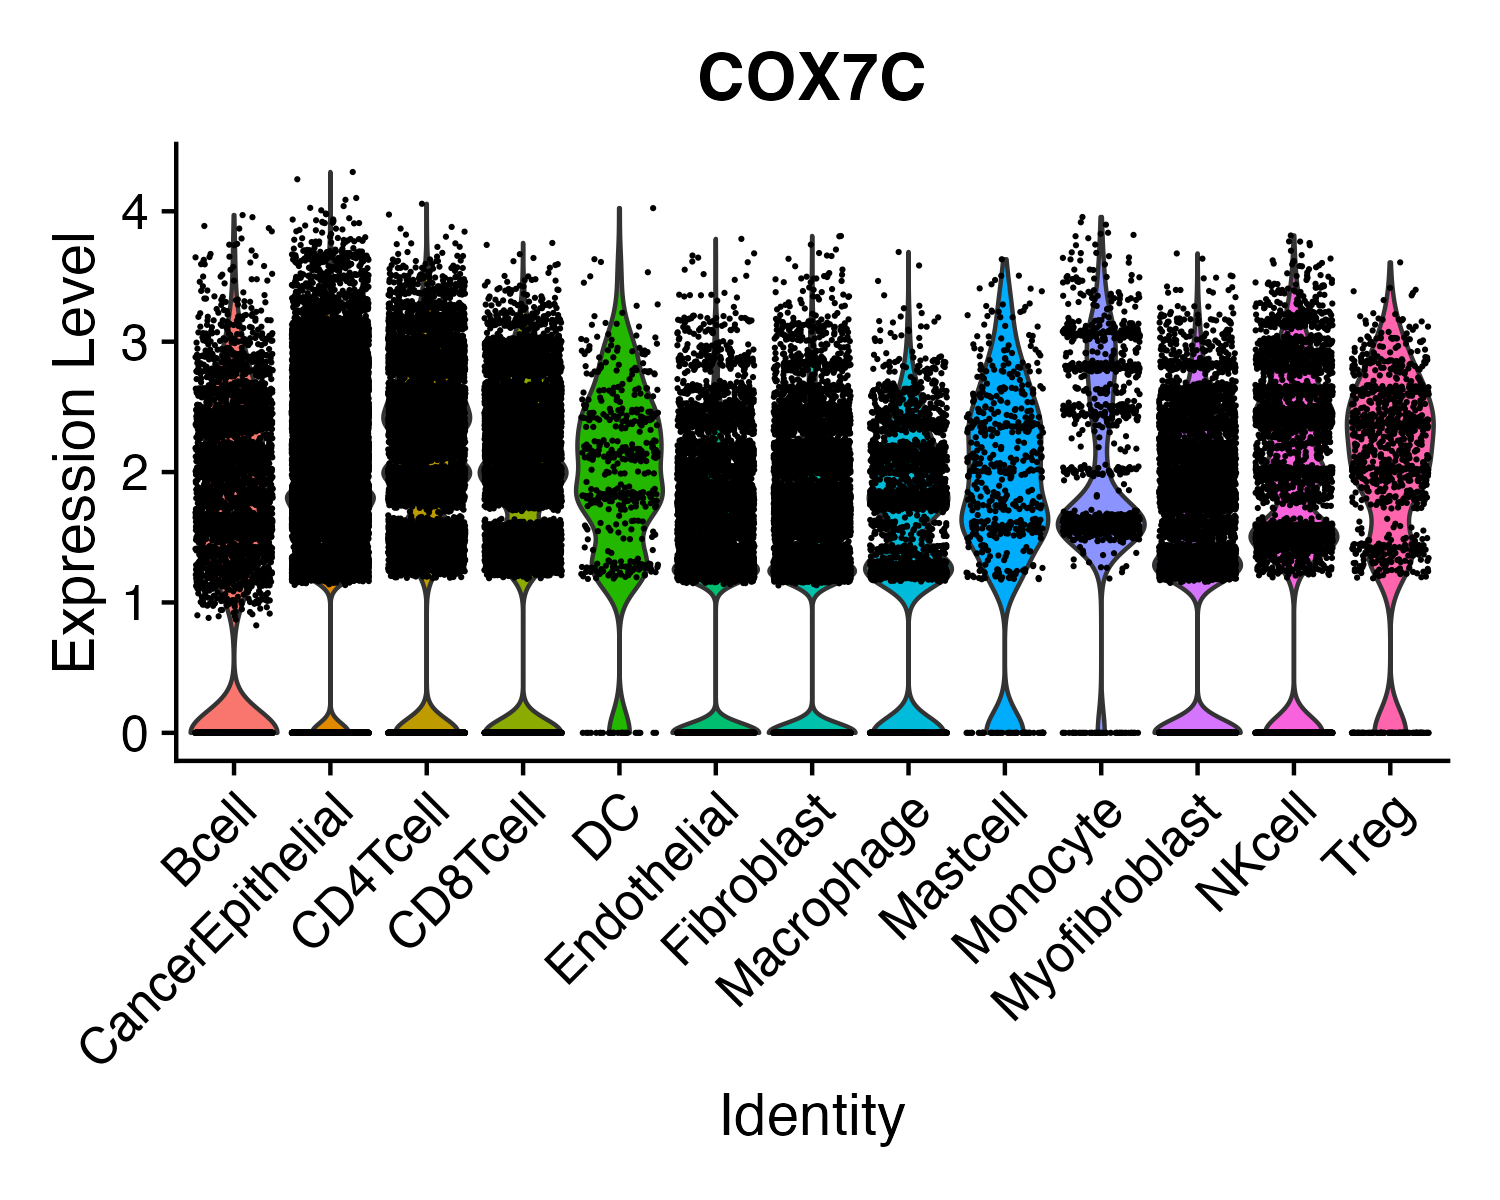 COX7C
Expression Level
4
3
2
1
0
Bcell
CancerEpithelial
CD4Tcell
CD8Tcell
DC
Endothelial
Fibroblast
Macrophage
Mastcell
Monocyte
Myofibroblast
NKcell
Treg
Identity